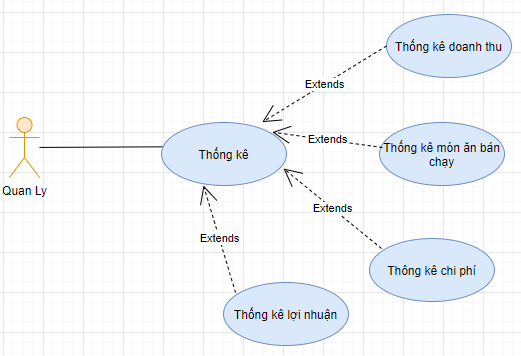 Thống kê doanh thu
Extends
Extends
Thống kê món ăn bán
chạy
Thống kê
Quan Ly
Extends
Extends
Thông kê chi phí
Thống kê lợi nhuận